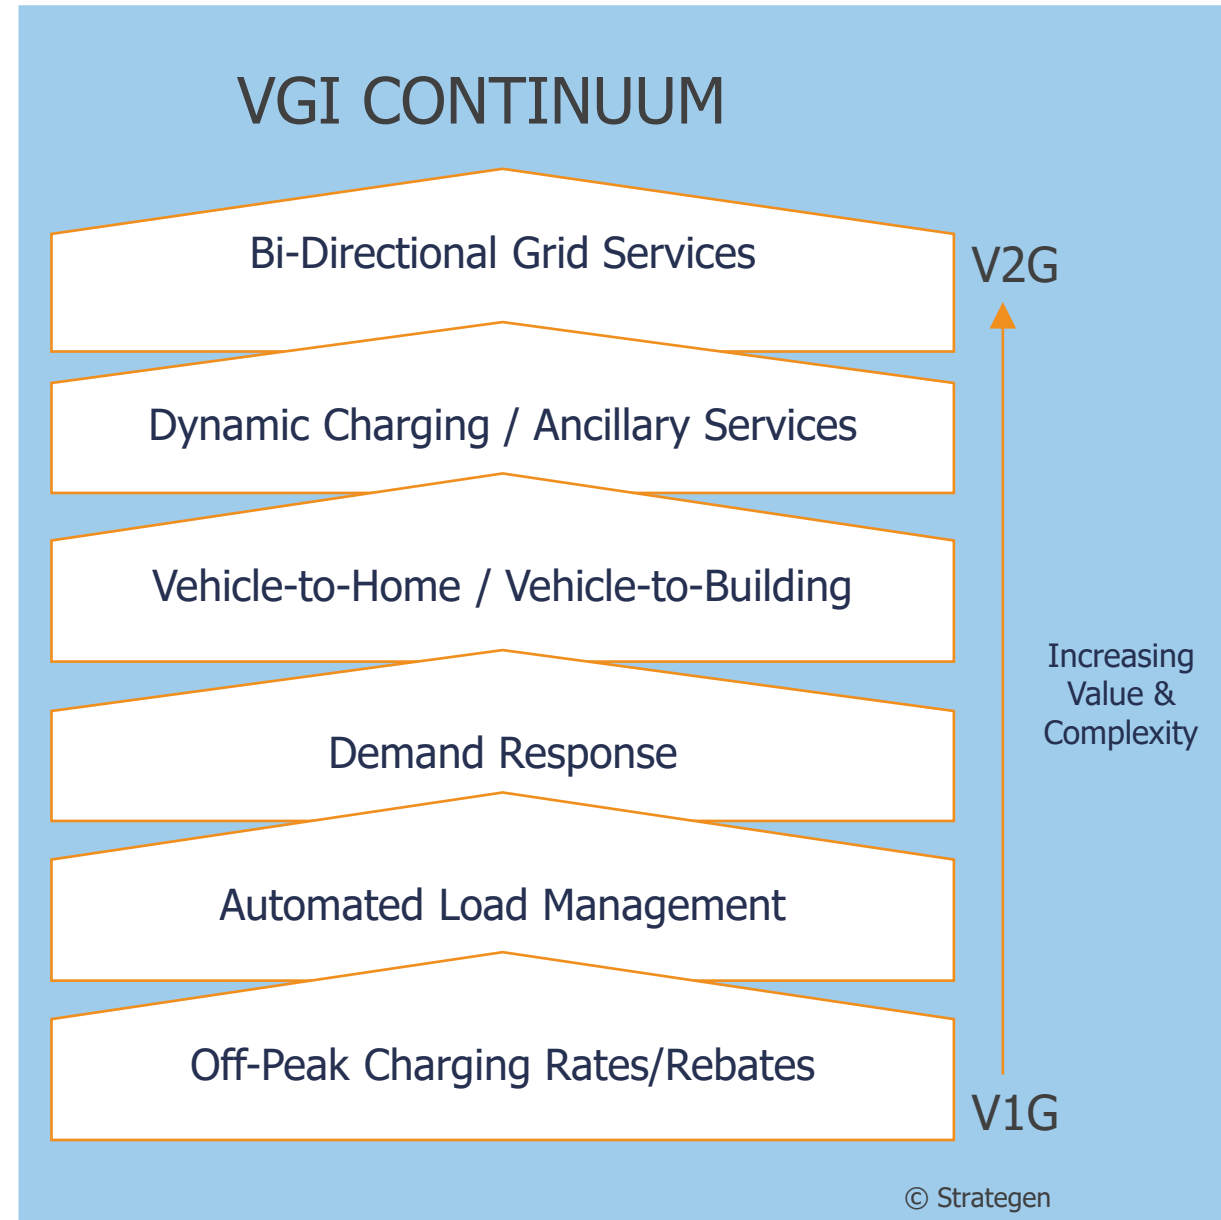 VGI CONTINUUM
Bi-Directional Grid Services
V2G
Dynamic Charging / Ancillary Services
Vehicle-to-Home / Vehicle-to-Building
Increasing
Value &
Complexity
Demand Response
Automated Load Management
Off-Peak Charging Rates/Rebates
V1G
© Strategen